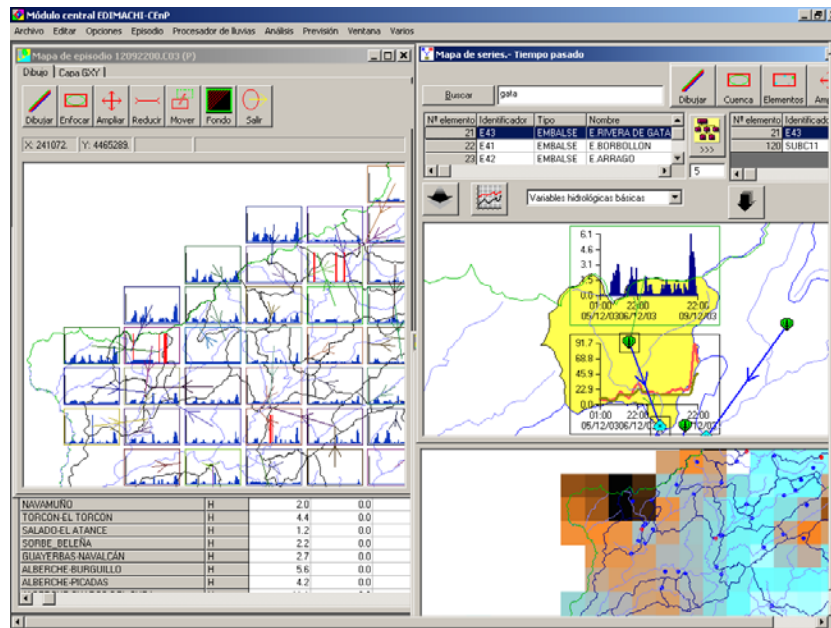 Módulo central EDIMACHI-CEnP
Archivo Editar Opciones Episodio Procesador de lluvias Análisis Previsión Ventana Varios
Mapa de episodio 12092200.C03 (P)
Dibujo Capa GXY
Dibujar Enfocar Ampliar Reducir Mover Fondo Salir
X: 241072. Y: 4465289.
NAVAMUÑO H 2.0 0.0
TORCON-EL TORCON H 4.4 0.0
SALADO-EL ATANCE H 1.2 0.0
SORBE_BELEÑA H 2.2 0.0
GUAYERBAS-NAVALCÁN H 2.7 0.0
ALBERCHE-BURGUILLO H 5.6 0.0
ALBERCHE-PICADAS H 4.2 0.0
Mapa de series.- Tiempo pasado
Buscar gata
Dibujar Cuenca Elementos
Nº elemento Identificador Tipo Nombre
21 E43 EMBALSE E.RIVERA DE GATA
22 E41 EMBALSE E.BORBOLLON
23 E42 EMBALSE E.ARRAGO
>>>
5
Nº elemento Identificad
21 E43
120 SUBC11
Variables hidrológicas básicas
6.1
4.6
3.1
1.5
0.0
01:00 22:00 22:00
05/12/03 06/12/03 09/12/03
91.7
68.8
45.9
22.9
0.0
01:00 22:00 22:00
05/12/03 06/12/03